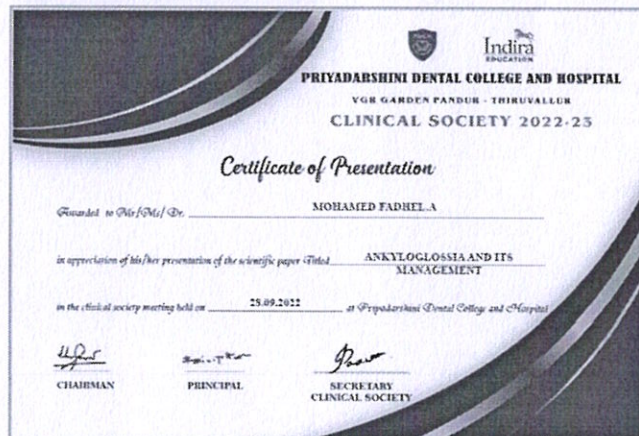 Indira
EDUCATION
PRIYADARSHINI DENTAL COLLEGE AND HOSPITAL
VGR GARDEN PANDUR - THIRUVALLUR
CLINICAL SOCIETY 2022-23
Certificate of Presentation
Awarded to Mr/Ms/ Dr. MOHAMED FADHEL.A
in appreciation of his/her presentation of the scientific paper Titled ANKYLOGLOSSIA AND ITS
MANAGEMENT
in the clinical society meeting held on 28.09.2022 at Priyadarshini Dental College and Hospital
CHAIRMAN PRINCIPAL SECRETARY
CLINICAL SOCIETY